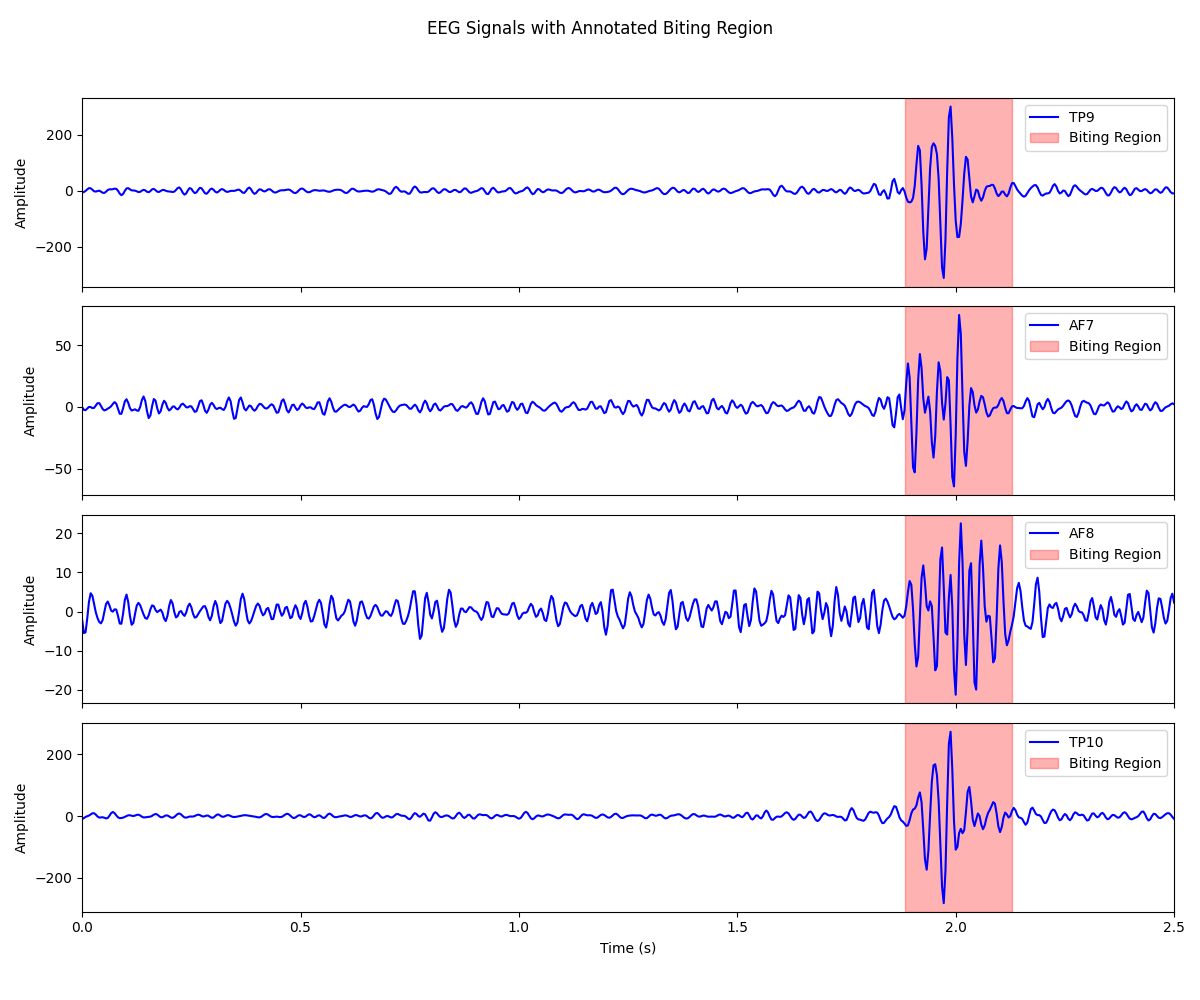 EEG Signals with Annotated Biting Region
Amplitude
200
0
−200
TP9
Biting Region
Amplitude
50
0
−50
AF7
Biting Region
Amplitude
20
10
0
−10
−20
AF8
Biting Region
Amplitude
200
0
−200
TP10
Biting Region
0.0 0.5 1.0 1.5 2.0 2.5
Time (s)